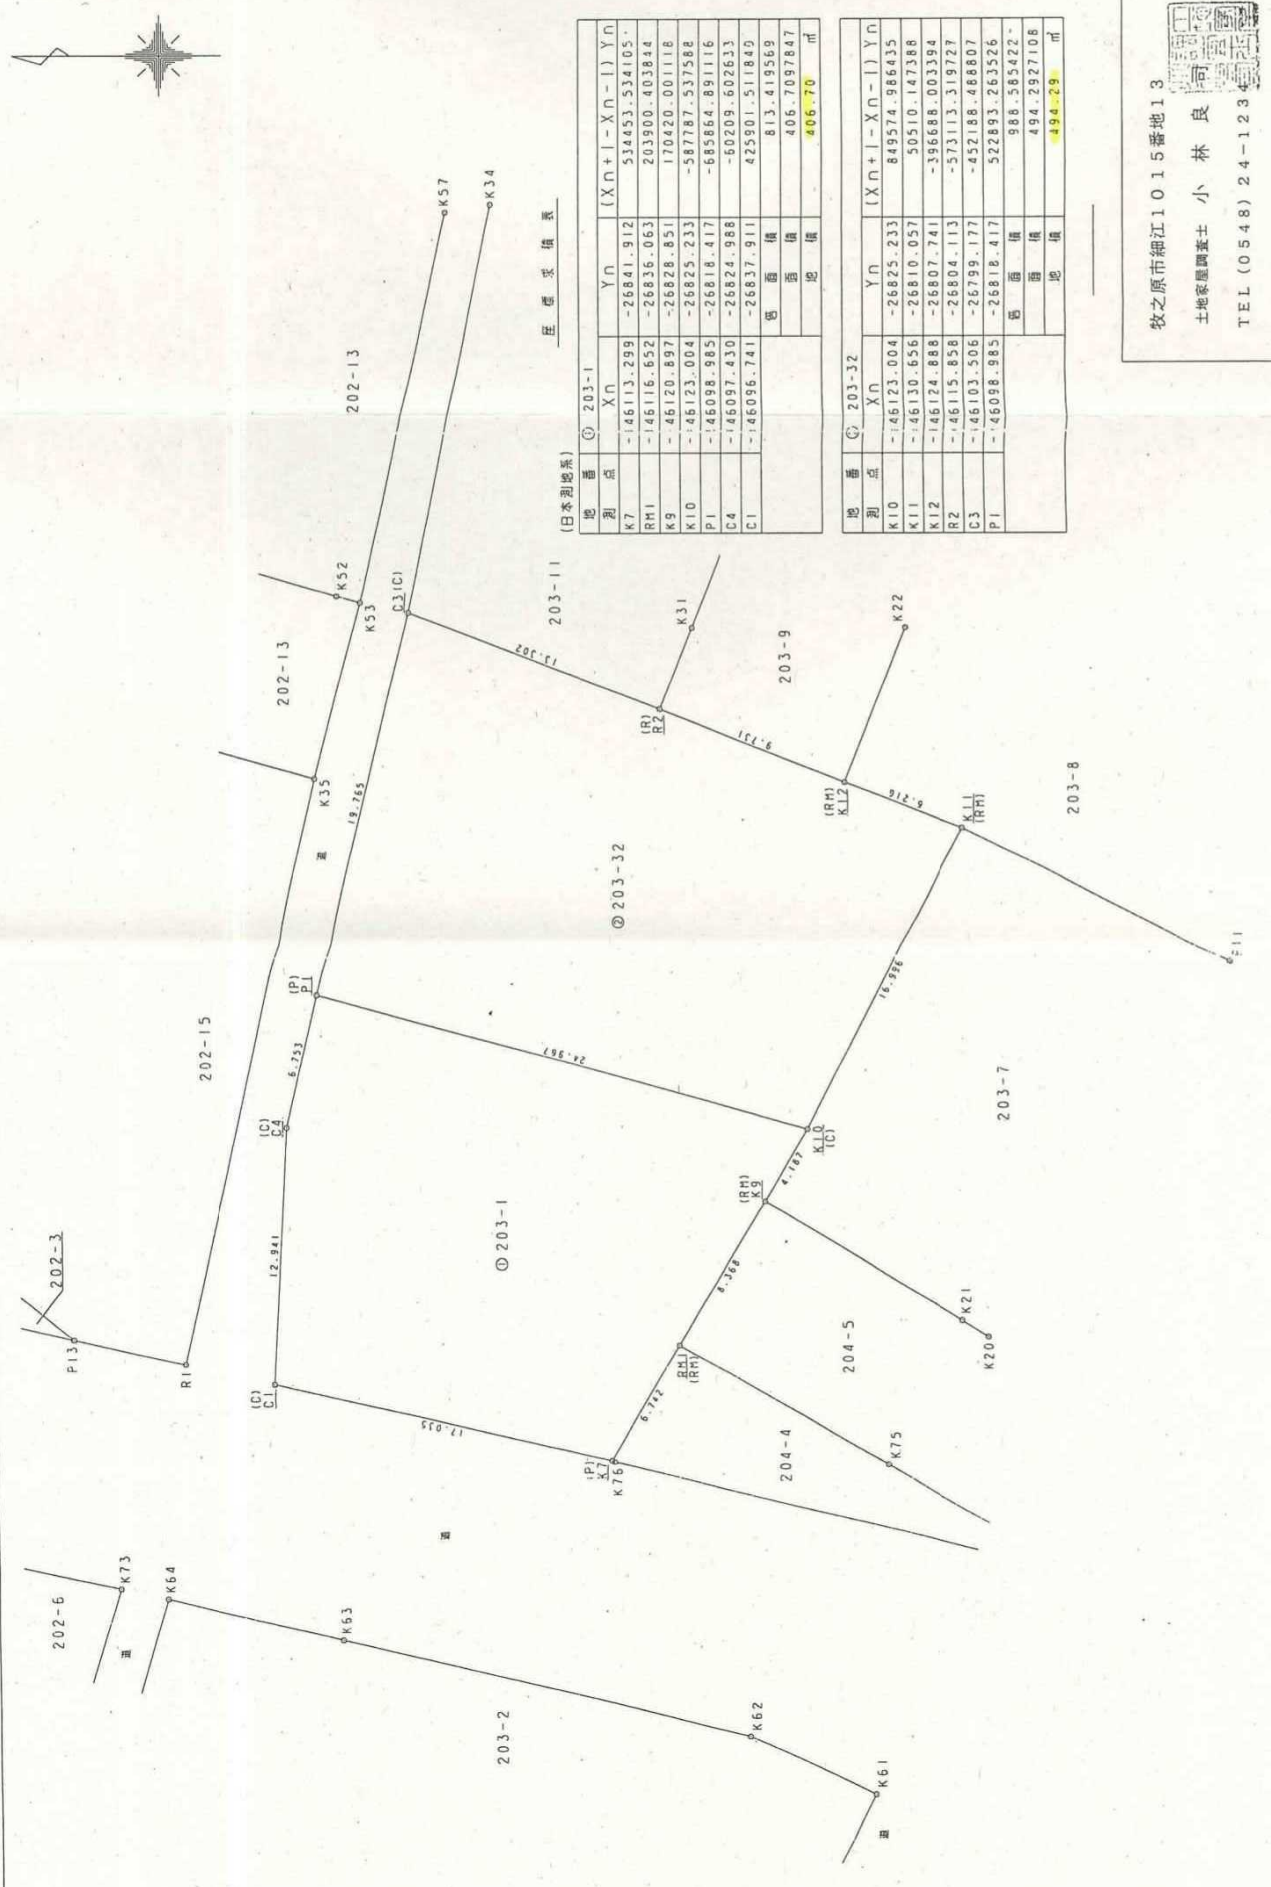 202-6
K73
道
K64
K63
203-2
K62
K61
道
道
202-3
P13
R1
202-15
(C)
C1
12.941
(C)
C4
6.753
(P)
P1
19.765
道
K35
202-13
K52
K53
202-13
K57
K34
C3(C)
203-11
13.302
(R)
R2
K31
203-9
9.731
(RM)
K12
K22
6.216
K11
(RM)
203-8
P11
②203-32
24.967
16.996
①203-1
17.035
(P)
K7
K76
6.742
RM1
(RM)
8.368
(RM)
K9
4.187
K10
(C)
203-7
204-4
K75
204-5
K21
K20
座標求積表
(日本測地系)
地番 ① 203-1
測点 Xn Yn (Xn+1-Xn-1)Yn
K7 -146113.299 -26841.912 534453.534105
RM1 -146116.652 -26836.063 203900.403844
K9 -146120.897 -26828.851 170420.001118
K10 -146123.004 -26825.233 -587787.537588
P1 -146098.985 -26818.417 -685864.891116
C4 -146097.430 -26824.988 -60209.602633
C1 -146096.741 -26837.911 425901.511840
倍面積 813.419569
面積 406.7097847
地積 406.70 ㎡
地番 ② 203-32
測点 Xn Yn (Xn+1-Xn-1)Yn
K10 -146123.004 -26825.233 849574.986435
K11 -146130.656 -26810.057 50510.147388
K12 -146124.888 -26807.741 -396688.003394
R2 -146115.858 -26804.113 -573113.319727
C3 -146103.506 -26799.177 -452188.488807
P1 -146098.985 -26818.417 522893.263526
倍面積 988.585422
面積 494.2927108
地積 494.29 ㎡
牧之原市細江1015番地13
土地家屋調査士 小林良司
TEL(0548)24-1234